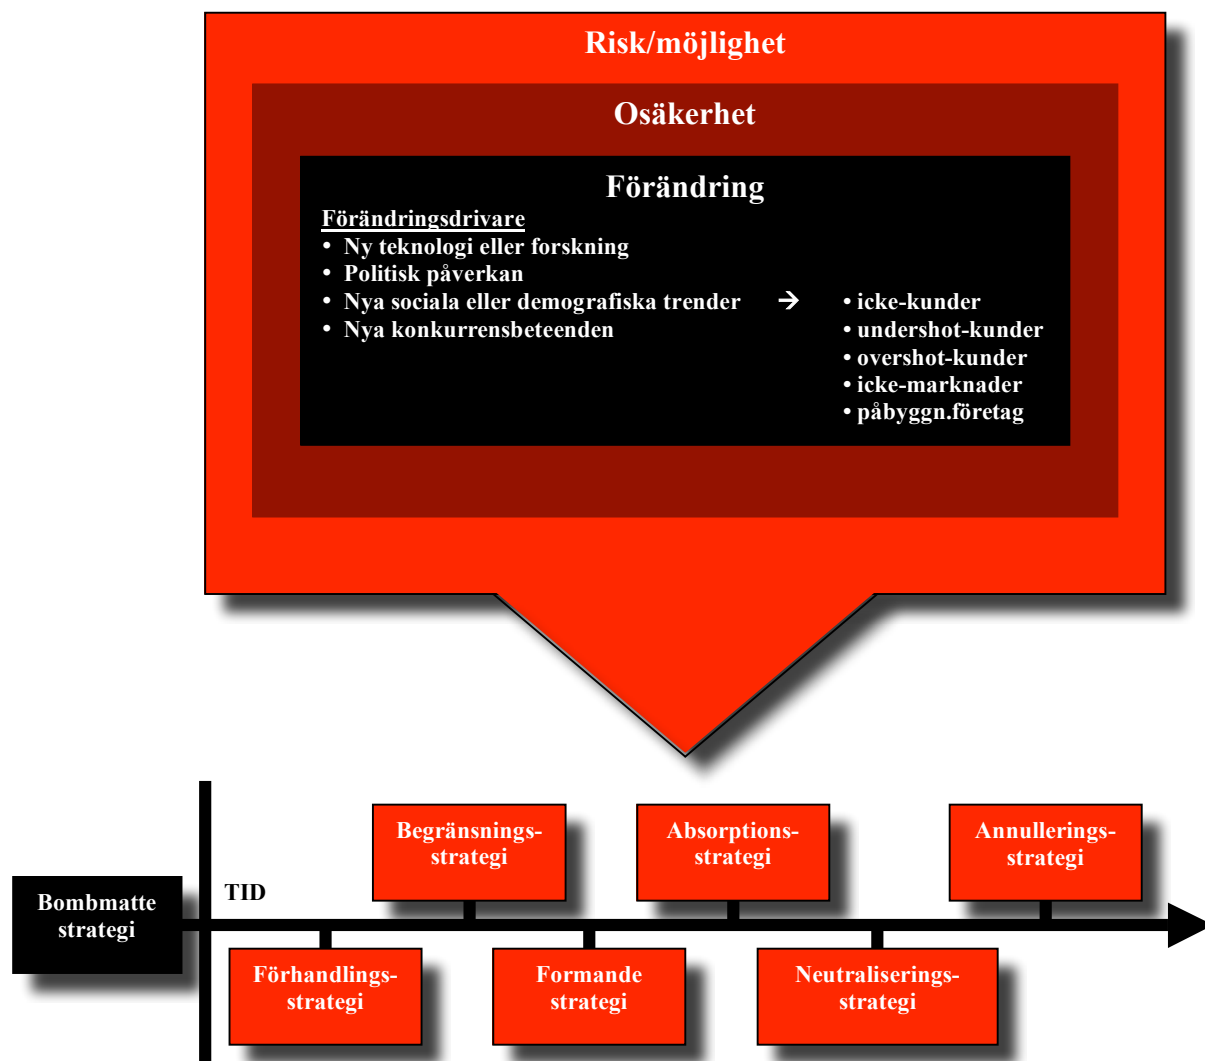 Risk/möjlighet
Osäkerhet
Förändring
Förändringsdrivare
• Ny teknologi eller forskning
• Politisk påverkan
• Nya sociala eller demografiska trender → • icke-kunder
• Nya konkurrensbeteenden • undershot-kunder
• overshot-kunder
• icke-marknader
• påbyggn.företag
Begränsnings-
strategi
Absorptions-
strategi
Annullerings-
strategi
TID
Bombmatte
strategi
Förhandlings-
strategi
Formande
strategi
Neutraliserings-
strategi